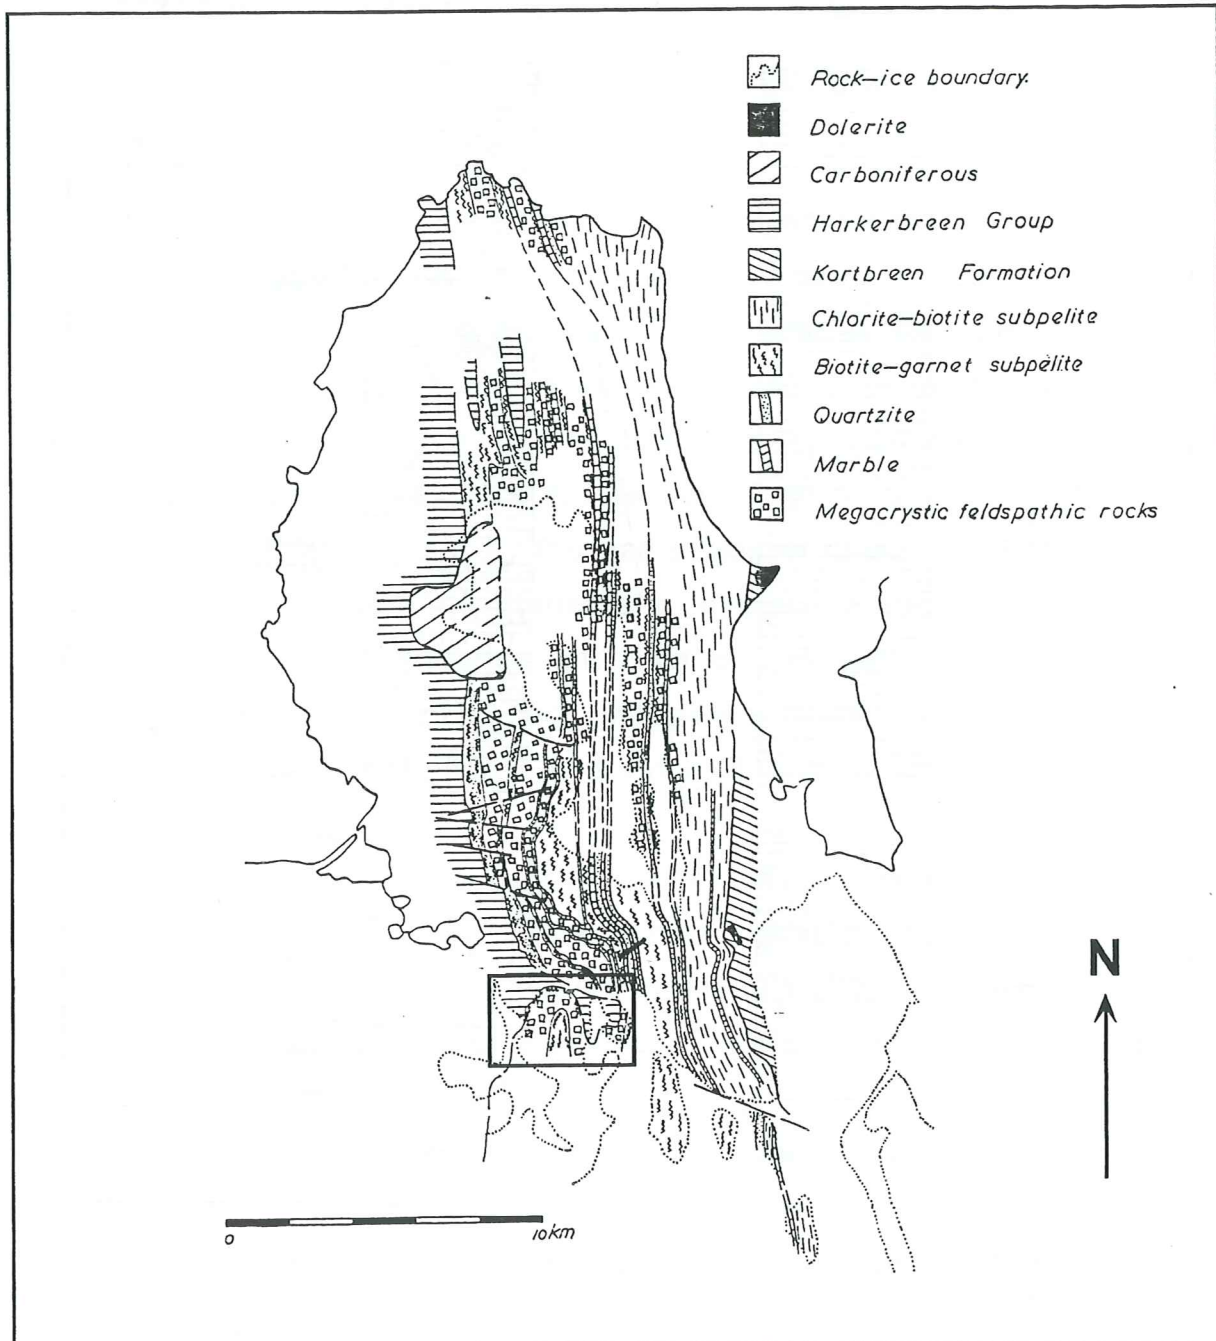 Rock—ice boundary.
Dolerite
Carboniferous
Harkerbreen Group
Kortbreen Formation
Chlorite—biotite subpelite
Biotite—garnet subpelite
Quartzite
Marble
Megacrystic feldspathic rocks
N
0 10km